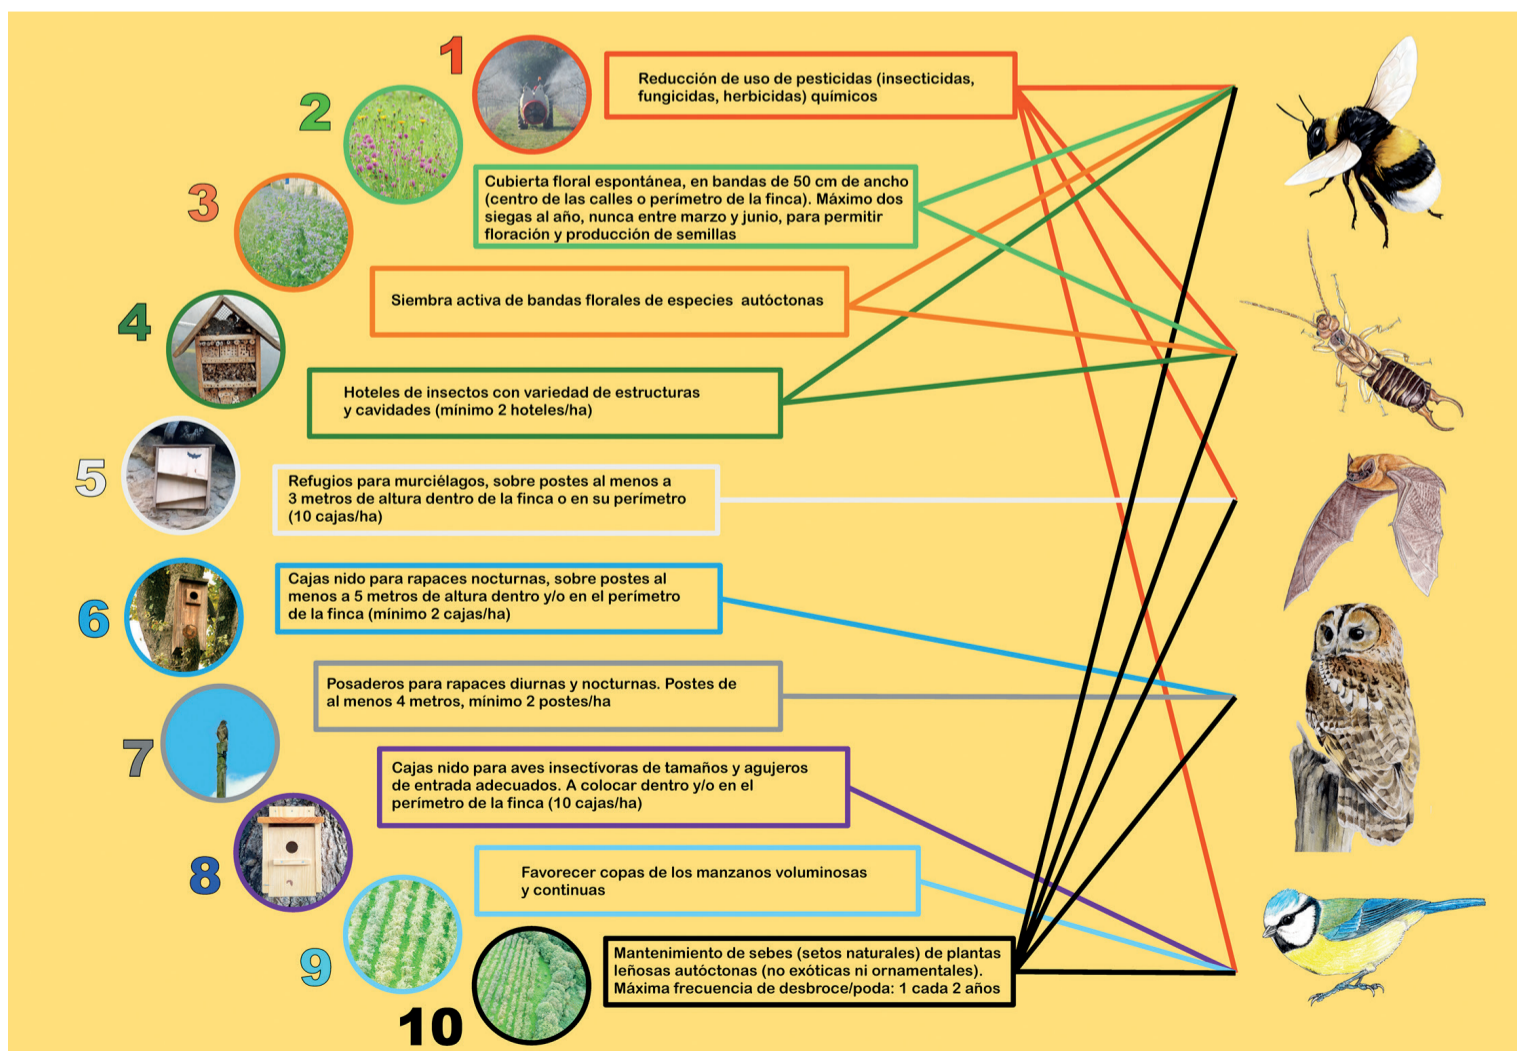 1
Reducción de uso de pesticidas (insecticidas,
fungicidas, herbicidas) químicos
2
Cubierta floral espontánea, en bandas de 50 cm de ancho
(centro de las calles o perímetro de la finca). Máximo dos
siegas al año, nunca entre marzo y junio, para permitir
floración y producción de semillas
3
Siembra activa de bandas florales de especies autóctonas
4
Hoteles de insectos con variedad de estructuras
y cavidades (mínimo 2 hoteles/ha)
5
Refugios para murciélagos, sobre postes al menos a
3 metros de altura dentro de la finca o en su perímetro
(10 cajas/ha)
6
Cajas nido para rapaces nocturnas, sobre postes al
menos a 5 metros de altura dentro y/o en el perímetro
de la finca (mínimo 2 cajas/ha)
7
Posaderos para rapaces diurnas y nocturnas. Postes de
al menos 4 metros, mínimo 2 postes/ha
8
Cajas nido para aves insectívoras de tamaños y agujeros
de entrada adecuados. A colocar dentro y/o en el
perímetro de la finca (10 cajas/ha)
9
Favorecer copas de los manzanos voluminosas
y continuas
10
Mantenimiento de sebes (setos naturales) de plantas
leñosas autóctonas (no exóticas ni ornamentales).
Máxima frecuencia de desbroce/poda: 1 cada 2 años